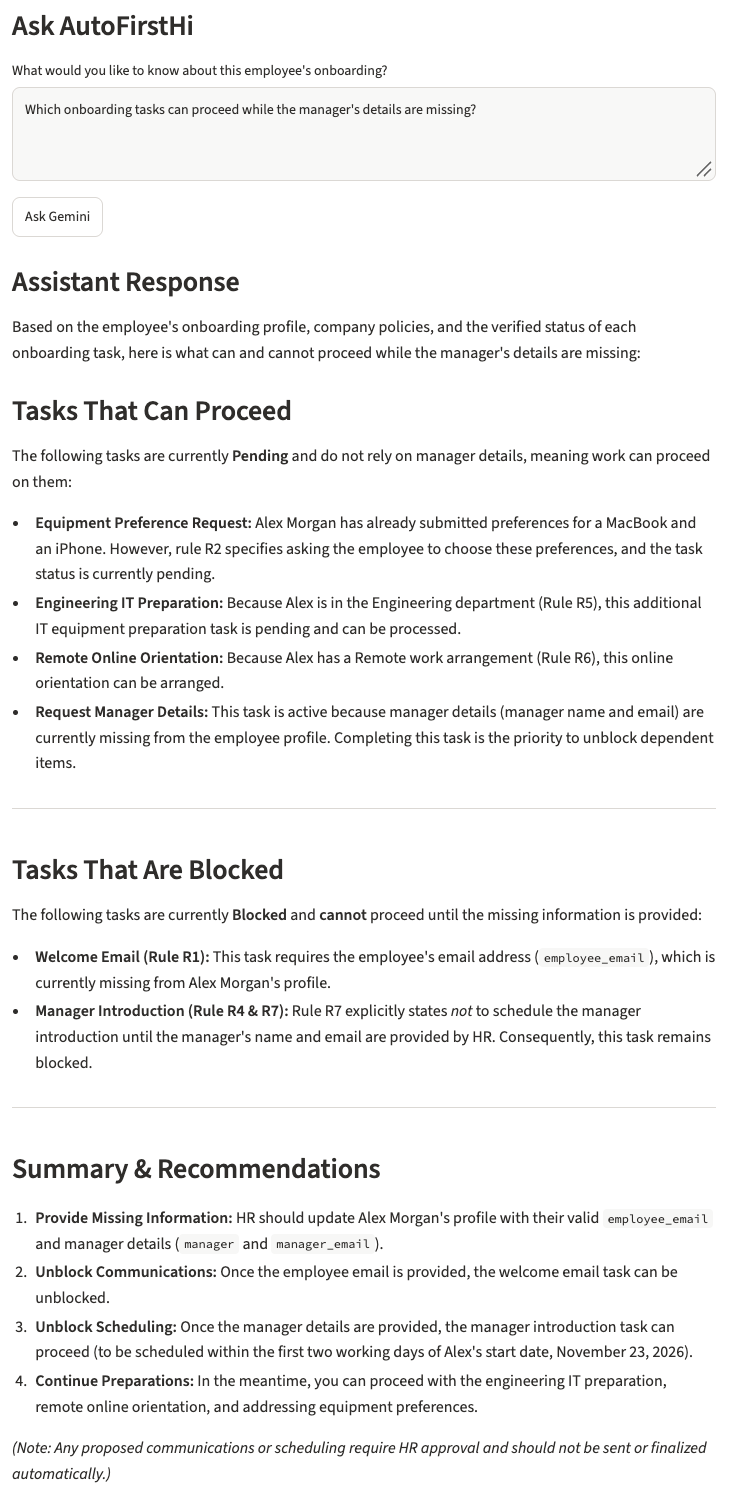 Ask AutoFirstHi
What would you like to know about this employee's onboarding?
Which onboarding tasks can proceed while the manager's details are missing?
Ask Gemini
Assistant Response
Based on the employee's onboarding profile, company policies, and the verified status of each
onboarding task, here is what can and cannot proceed while the manager's details are missing:
Tasks That Can Proceed
The following tasks are currently Pending and do not rely on manager details, meaning work can proceed
on them:
• Equipment Preference Request: Alex Morgan has already submitted preferences for a MacBook and
an iPhone. However, rule R2 specifies asking the employee to choose these preferences, and the task
status is currently pending.
• Engineering IT Preparation: Because Alex is in the Engineering department (Rule R5), this additional
IT equipment preparation task is pending and can be processed.
• Remote Online Orientation: Because Alex has a Remote work arrangement (Rule R6), this online
orientation can be arranged.
• Request Manager Details: This task is active because manager details (manager name and email) are
currently missing from the employee profile. Completing this task is the priority to unblock dependent
items.
Tasks That Are Blocked
The following tasks are currently Blocked and cannot proceed until the missing information is provided:
• Welcome Email (Rule R1): This task requires the employee's email address ( employee_email ), which is
currently missing from Alex Morgan's profile.
• Manager Introduction (Rule R4 & R7): Rule R7 explicitly states not to schedule the manager
introduction until the manager's name and email are provided by HR. Consequently, this task remains
blocked.
Summary & Recommendations
1. Provide Missing Information: HR should update Alex Morgan's profile with their valid employee_email
and manager details ( manager and manager_email ).
2. Unblock Communications: Once the employee email is provided, the welcome email task can be
unblocked.
3. Unblock Scheduling: Once the manager details are provided, the manager introduction task can
proceed (to be scheduled within the first two working days of Alex's start date, November 23, 2026).
4. Continue Preparations: In the meantime, you can proceed with the engineering IT preparation,
remote online orientation, and addressing equipment preferences.
(Note: Any proposed communications or scheduling require HR approval and should not be sent or finalized
automatically.)